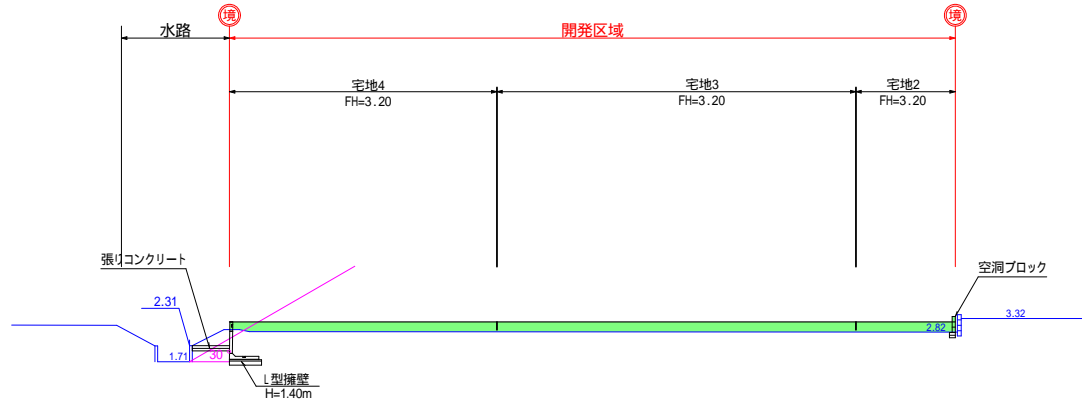 境
境
水路
開発区域
宅地4
FH=3.20
宅地3
FH=3.20
宅地2
FH=3.20
張りコンクリート
空洞ブロック
2.31
3.32
2.82
1.71
30
L型擁壁
H=1.40m